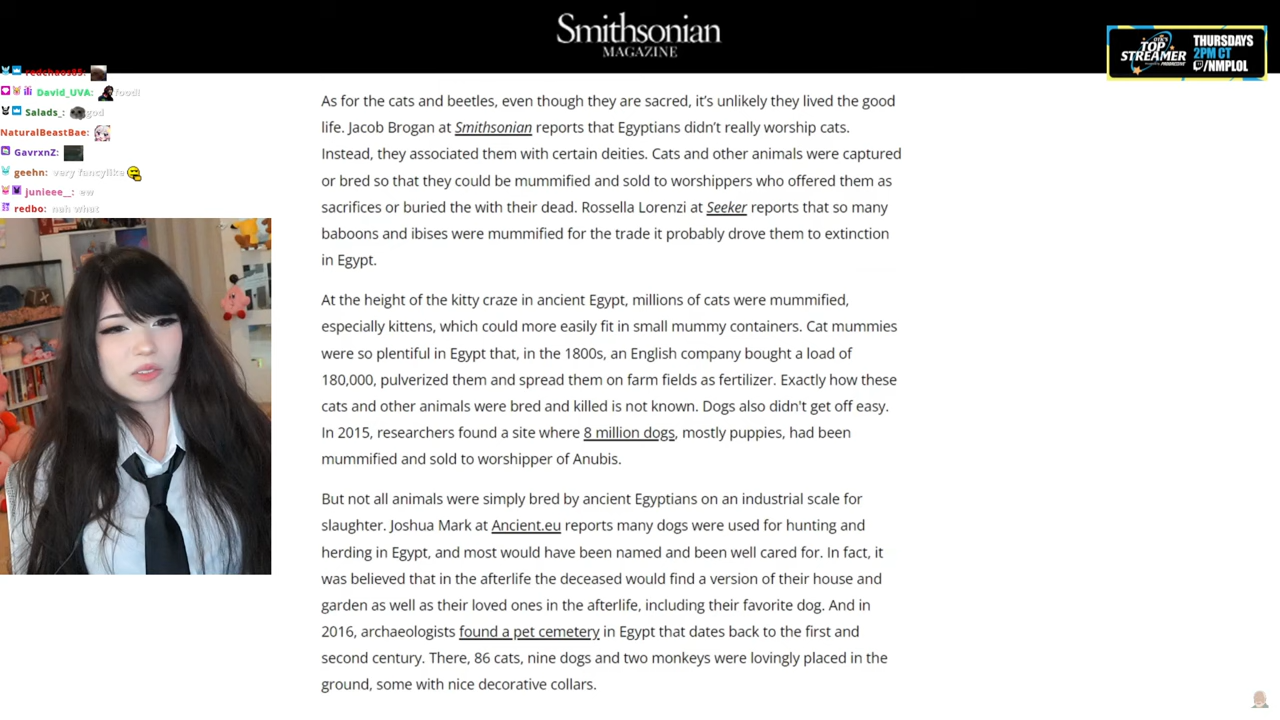 Smithsonian
MAGAZINE
OTK'S
TOP
STREAMER
THURSDAYS
2PM CT
/NMPLOL
redchaos85:
David_UVA: foodi
Salads_: god
NaturalBeastBae:
GavrxnZ:
geehn: very fancylike
junieee__: ew
redbo: nah what
As for the cats and beetles, even though they are sacred, it's unlikely they lived the good
life. Jacob Brogan at Smithsonian reports that Egyptians didn't really worship cats.
Instead, they associated them with certain deities. Cats and other animals were captured
or bred so that they could be mummified and sold to worshippers who offered them as
sacrifices or buried the with their dead. Rossella Lorenzi at Seeker reports that so many
baboons and ibises were mummified for the trade it probably drove them to extinction
in Egypt.
At the height of the kitty craze in ancient Egypt, millions of cats were mummified,
especially kittens, which could more easily fit in small mummy containers. Cat mummies
were so plentiful in Egypt that, in the 1800s, an English company bought a load of
180,000, pulverized them and spread them on farm fields as fertilizer. Exactly how these
cats and other animals were bred and killed is not known. Dogs also didn't get off easy.
In 2015, researchers found a site where 8 million dogs, mostly puppies, had been
mummified and sold to worshipper of Anubis.
But not all animals were simply bred by ancient Egyptians on an industrial scale for
slaughter. Joshua Mark at Ancient.eu reports many dogs were used for hunting and
herding in Egypt, and most would have been named and been well cared for. In fact, it
was believed that in the afterlife the deceased would find a version of their house and
garden as well as their loved ones in the afterlife, including their favorite dog. And in
2016, archaeologists found a pet cemetery in Egypt that dates back to the first and
second century. There, 86 cats, nine dogs and two monkeys were lovingly placed in the
ground, some with nice decorative collars.